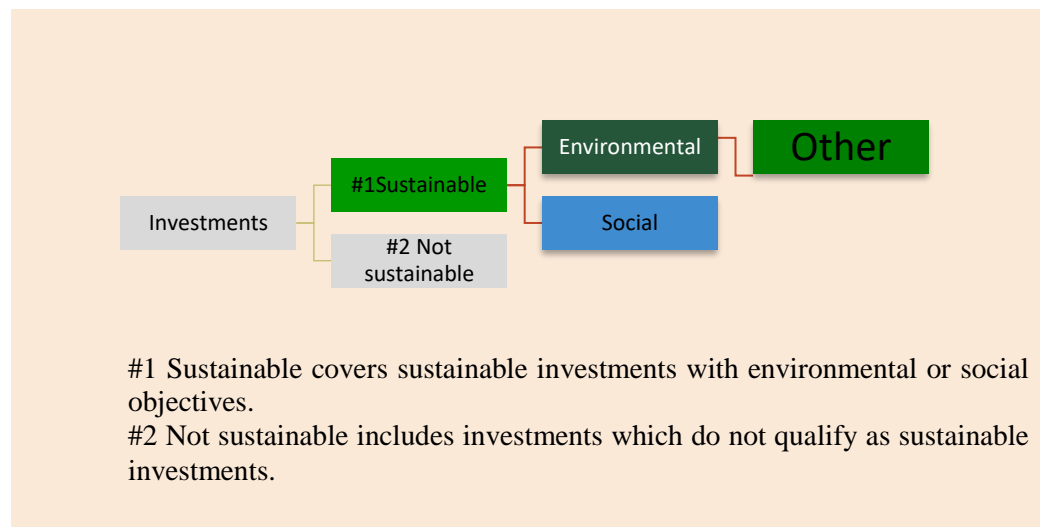 Environmental
Other
#1Sustainable
Investments
Social
#2 Not
sustainable
#1 Sustainable covers sustainable investments with environmental or social
objectives.
#2 Not sustainable includes investments which do not qualify as sustainable
investments.